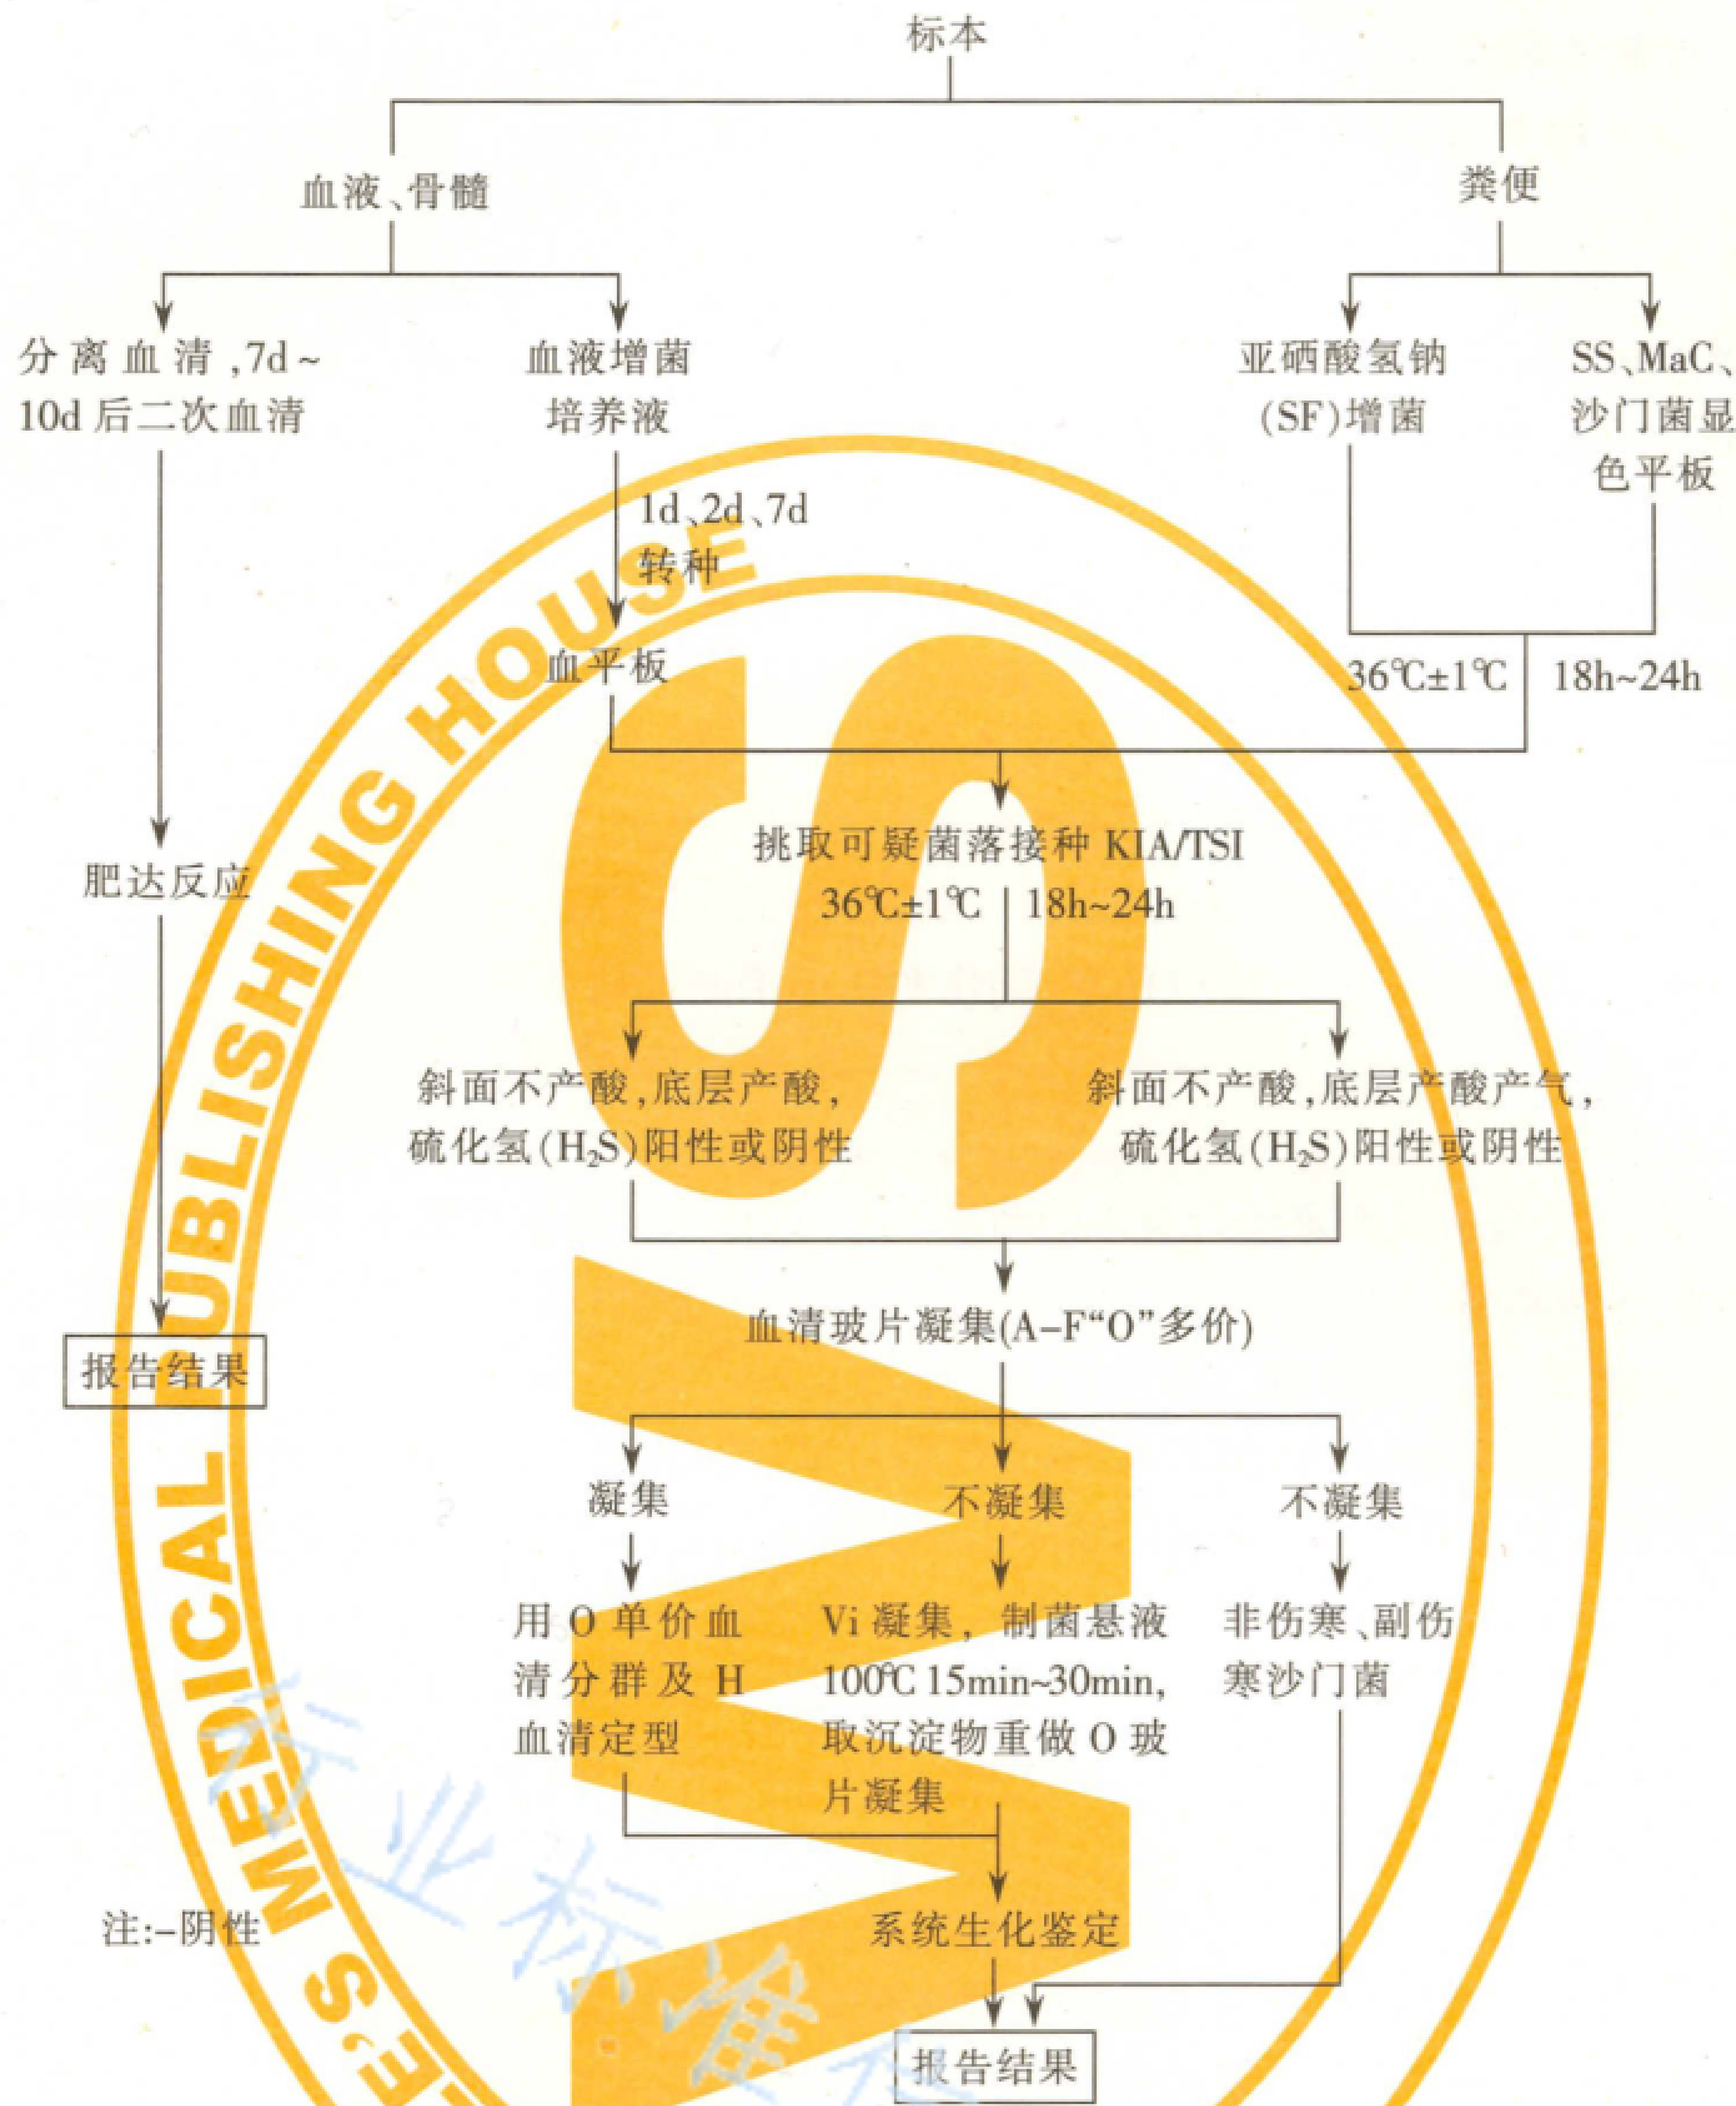 标本
血液、骨髓
粪便
分离血清,7d~
10d后二次血清
血液增菌
培养液
亚硒酸氢钠
(SF)增菌
SS、MaC、
沙门菌显
色平板
1d、2d、7d
转种
血平板
36℃±1℃ 18h~24h
挑取可疑菌落接种 KIA/TSI
36℃±1℃ 18h~24h
肥达反应
斜面不产酸,底层产酸,
硫化氢(H₂S)阳性或阴性
斜面不产酸,底层产酸产气,
硫化氢(H₂S)阳性或阴性
血清玻片凝集(A–F“O”多价)
报告结果
凝集
不凝集
不凝集
用O单价血
清分群及H
血清定型
Vi凝集，制菌悬液
100℃ 15min~30min,
取沉淀物重做O玻
片凝集
非伤寒、副伤
寒沙门菌
注:–阴性
系统生化鉴定
报告结果
E'S MEDICAL PUBLISHING HOUSE
S
W
行业标准